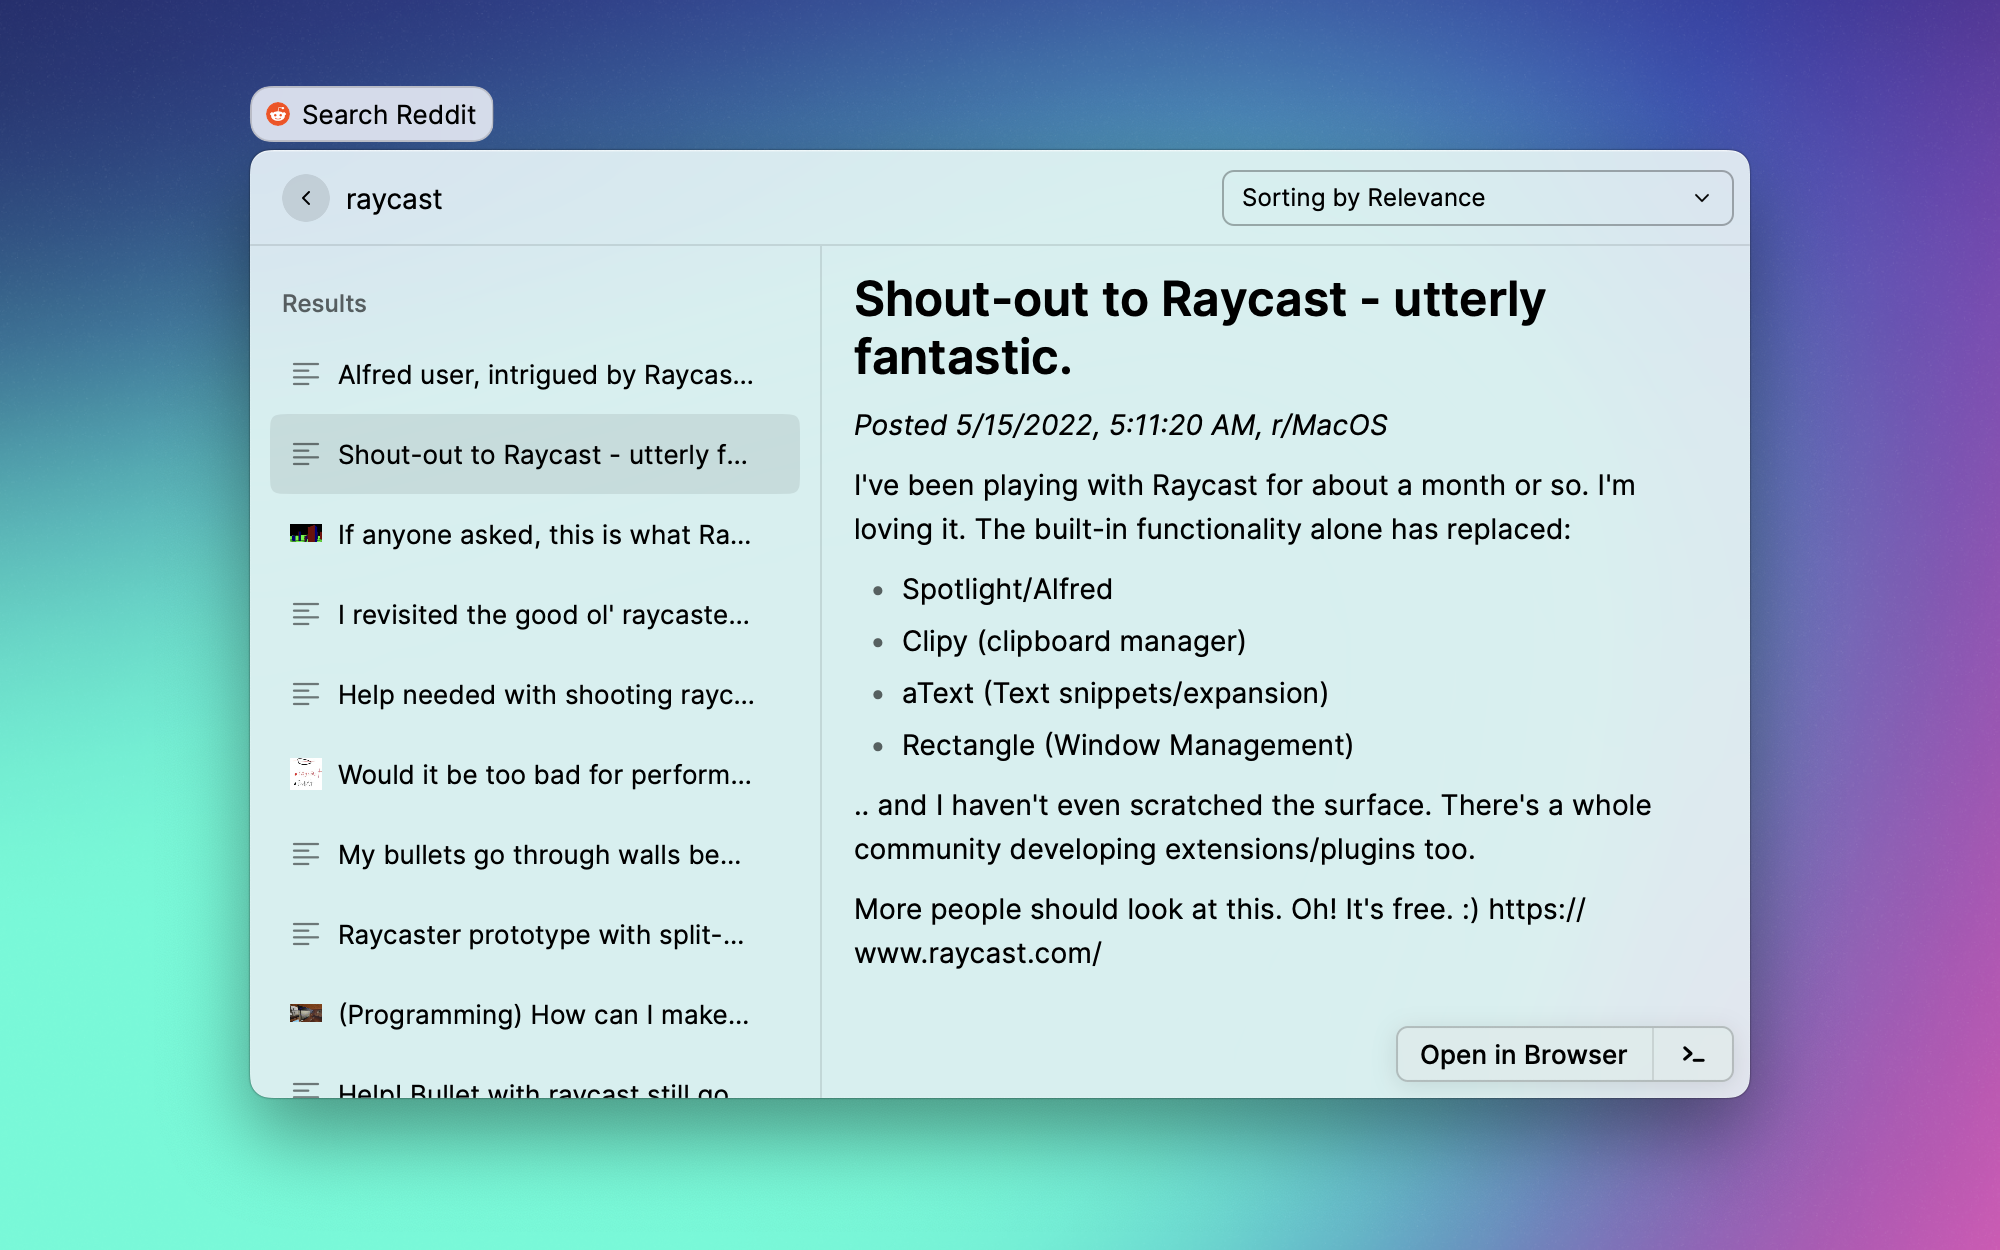 Search Reddit
raycast
Sorting by Relevance
Results
Alfred user, intrigued by Raycas...
Shout-out to Raycast - utterly f...
If anyone asked, this is what Ra...
I revisited the good ol' raycaste...
Help needed with shooting rayc...
Would it be too bad for perform...
My bullets go through walls be...
Raycaster prototype with split-...
(Programming) How can I make...
Help! Bullet with raycast still go...
Shout-out to Raycast - utterly
fantastic.
Posted 5/15/2022, 5:11:20 AM, r/MacOS
I've been playing with Raycast for about a month or so. I'm
loving it. The built-in functionality alone has replaced:
• Spotlight/Alfred
• Clipy (clipboard manager)
• aText (Text snippets/expansion)
• Rectangle (Window Management)
.. and I haven't even scratched the surface. There's a whole
community developing extensions/plugins too.
More people should look at this. Oh! It's free. :) https://
www.raycast.com/
Open in Browser